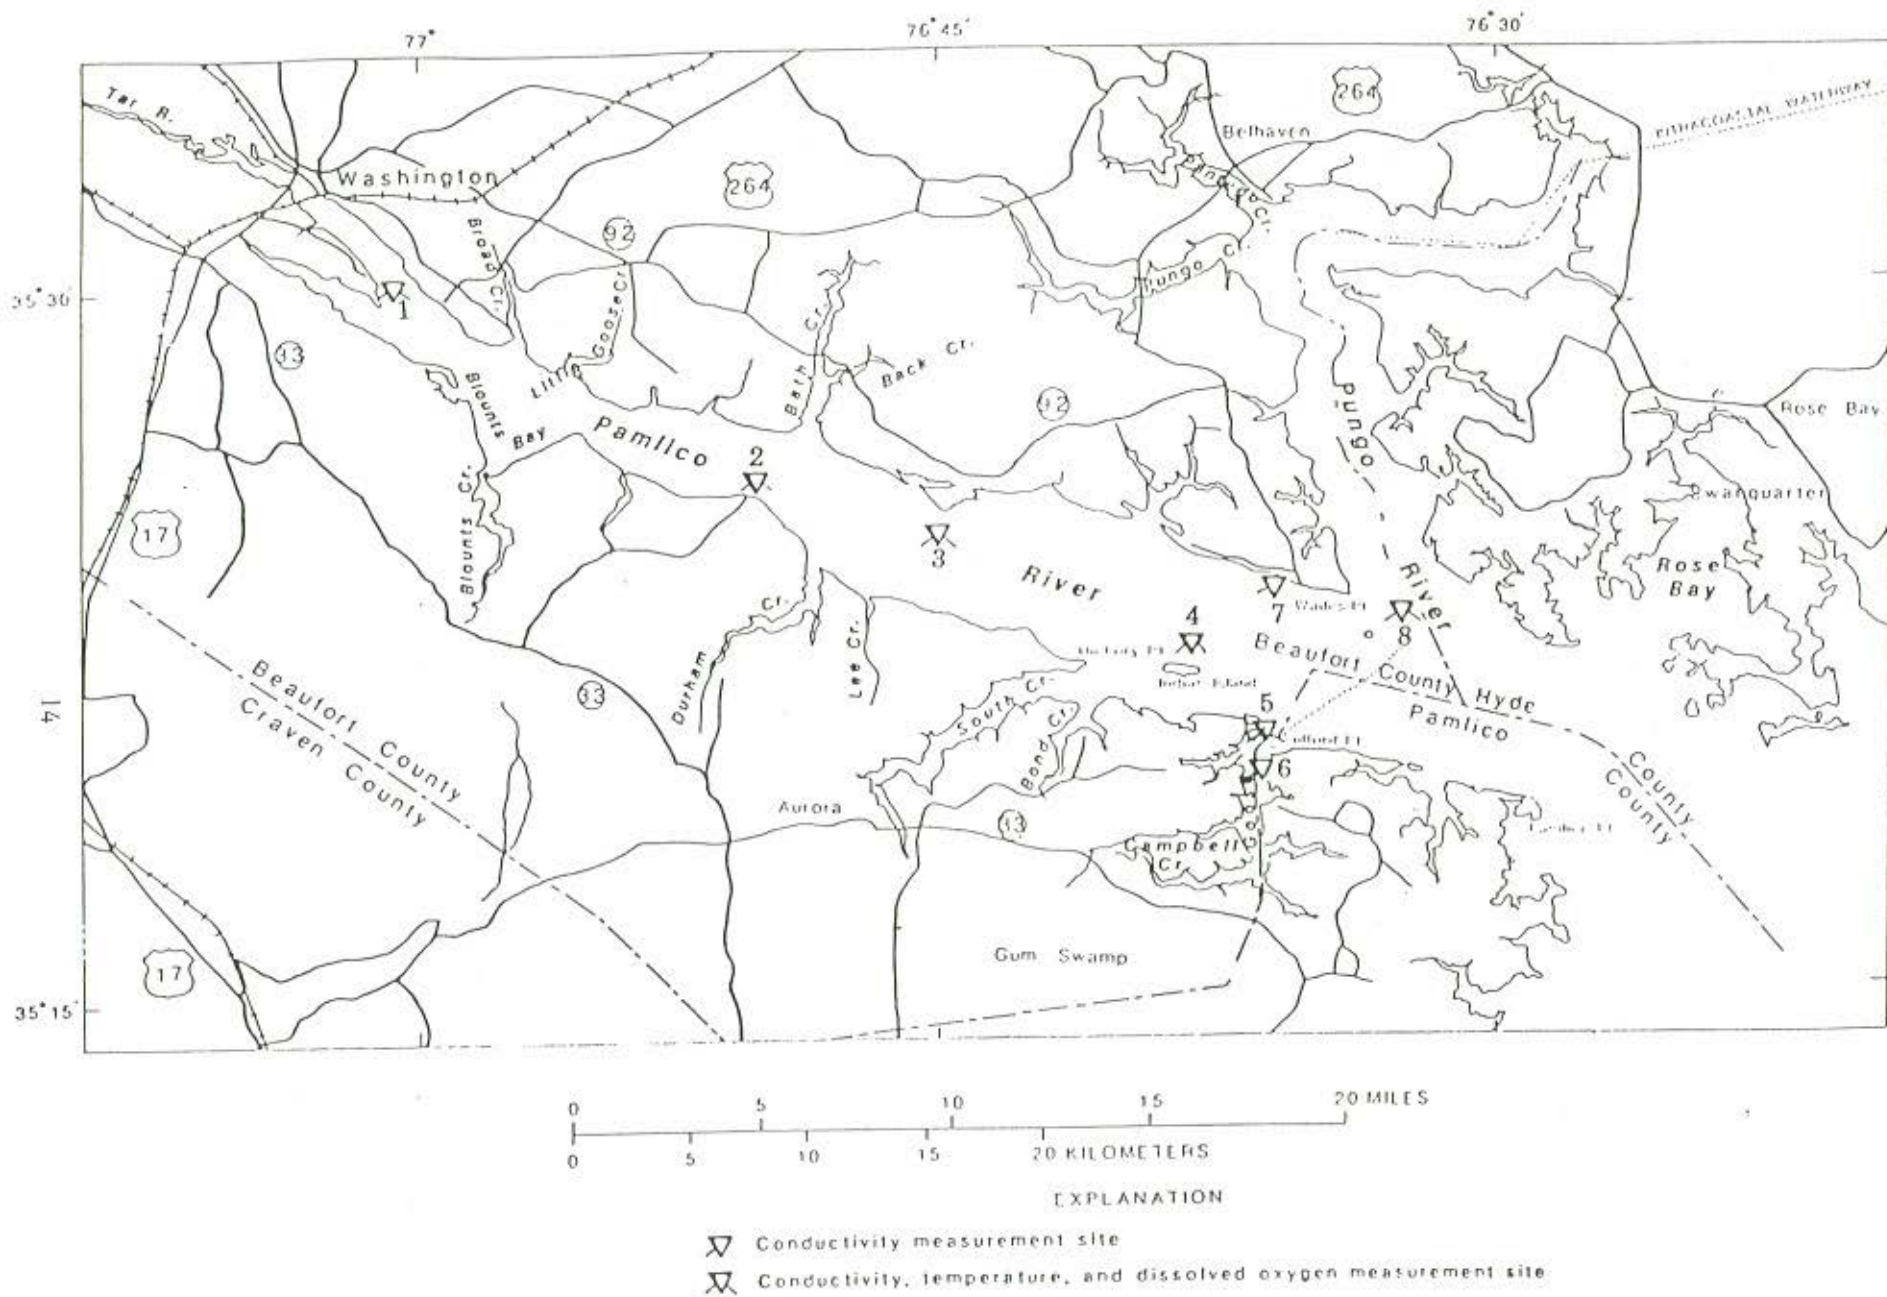 77°
76°45'
76°30'
Tar R.
264
Belhaven
Washington
264
92
Broad Cr.
Pungo Cr.
35°30'
1
33
Little Goose Cr.
Bath Cr.
Back Cr.
92
Pungo
River
Rose Bay
Blounts
Bay
Pamlico
2
Blounts Cr.
17
3
Swanquarter
Rose
Bay
River
7
8
4
Durham Cr.
Lee Cr.
Beaufort County
Hyde County
Pamlico County
Beaufort County
Craven County
33
South Cr.
Bond Cr.
5
6
Aurora
33
Campbell
Cr.
14
17
Gum Swamp
35°15'
0 5 10 15 20 MILES
0 5 10 15 20 KILOMETERS
EXPLANATION
Conductivity measurement site
Conductivity, temperature, and dissolved oxygen measurement site